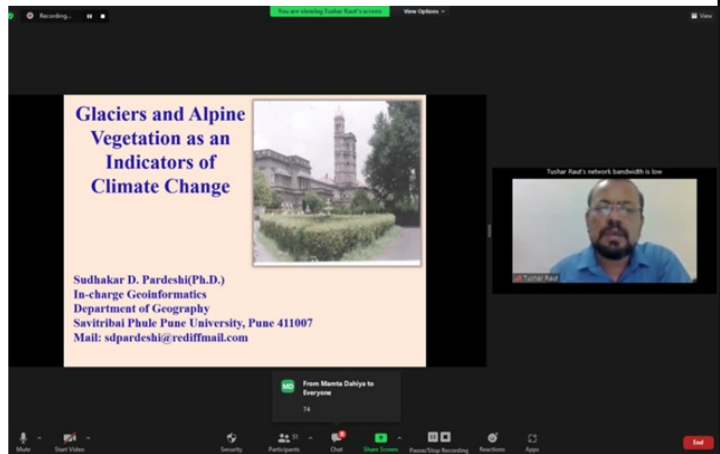 Recording...
You are viewing Tushar Raut's screen
View Options
View
Glaciers and Alpine
Vegetation as an
Indicators of
Climate Change
Sudhakar D. Pardeshi(Ph.D.)
In-charge Geoinformatics
Department of Geography
Savitribai Phule Pune University, Pune 411007
Mail: sdpardeshi@rediffmail.com
Tushar Raut's network bandwidth is low
Tushar Raut
MD
From Mamta Dahiya to
Everyone
74
Mute
Start Video
Security
Participants
51
Chat
8
Share Screen
Pause/Stop Recording
Reactions
Apps
End